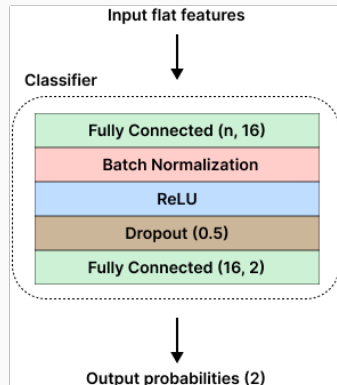 Input flat features
Classifier
Fully Connected (n, 16)
Batch Normalization
ReLU
Dropout (0.5)
Fully Connected (16, 2)
Output probabilities (2)